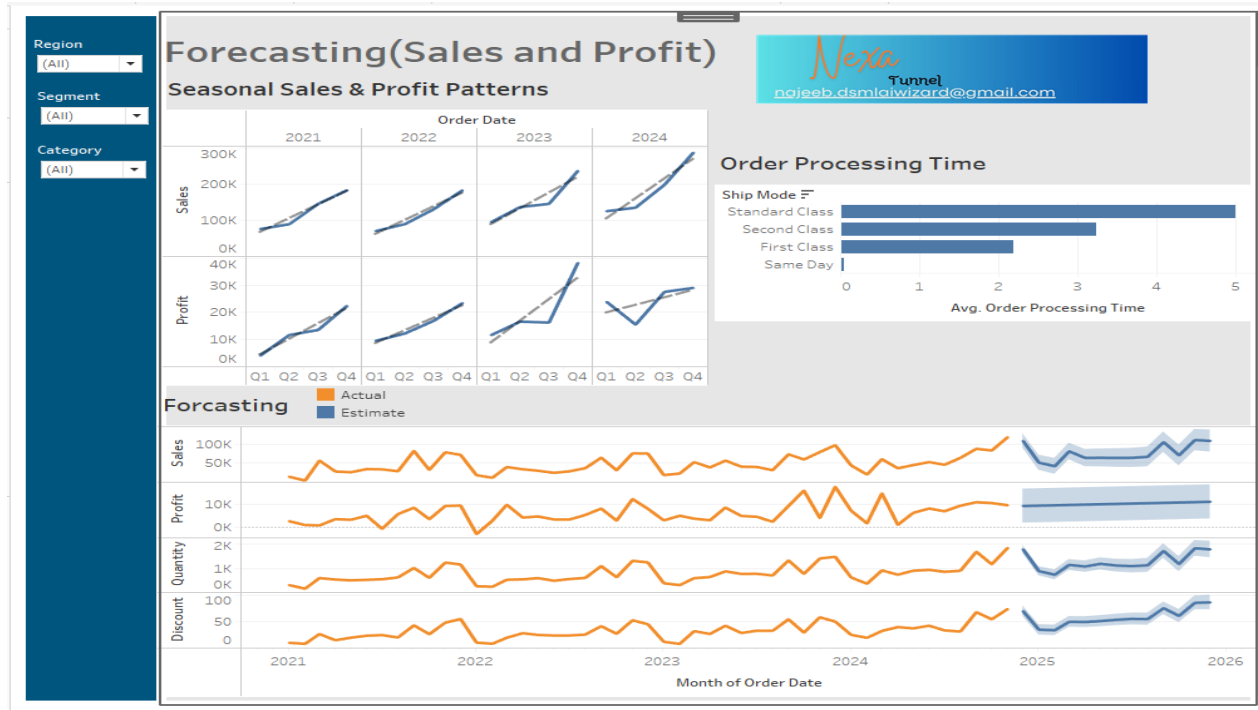 Region
(All)
Segment
(All)
Category
(All)
Forecasting(Sales and Profit)
Seasonal Sales & Profit Patterns
Nexa
Tunnel
najeeb.dsmlaiwizard@gmail.com
Order Date
2021 2022 2023 2024
Sales
300K
200K
100K
0K
Profit
40K
30K
20K
10K
0K
Q1 Q2 Q3 Q4 Q1 Q2 Q3 Q4 Q1 Q2 Q3 Q4 Q1 Q2 Q3 Q4
Order Processing Time
Ship Mode
Standard Class
Second Class
First Class
Same Day
0 1 2 3 4 5
Avg. Order Processing Time
Forcasting
Actual
Estimate
Sales
100K
50K
Profit
10K
0K
Quantity
2K
1K
0K
Discount
100
50
0
2021 2022 2023 2024 2025 2026
Month of Order Date